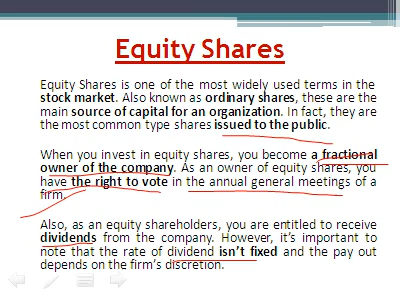 Equity Shares
Equity Shares is one of the most widely used terms in the
stock market. Also known as ordinary shares, these are the
main source of capital for an organization. In fact, they are
the most common type shares issued to the public.
When you invest in equity shares, you become a fractional
owner of the company. As an owner of equity shares, you
have the right to vote in the annual general meetings of a
firm.
Also, as an equity shareholders, you are entitled to receive
dividends from the company. However, it's important to
note that the rate of dividend isn't fixed and the pay out
depends on the firm's discretion.